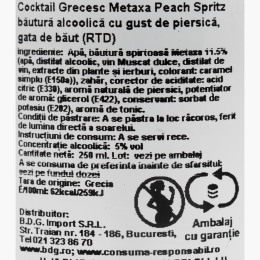 Cocktail Grecesc Metaxa Peach Spritz
băutură alcoolică cu gust de piersică,
gata de băut (RTD)
Ingrediente: Apă, băutură spirtoasă Metaxa 11.5%
(apă, distilat alcoolic, vin Muscat dulce, distilat de
vin, extracte din plante și ierburi, colorant: caramel
simplu (E150a)), zahăr, corector de aciditate: acid
citric (E330), aromă naturală de piersici, potențiator
de aromă: glicerol (E422), conservant: sorbat de
potasiu (E202), aromă de tonic.
Condiții de păstrare: A se păstra la loc răcoros, ferit
de lumina directă a soarelui.
Instrucțiuni de consum: A se servi rece.
Concentrație alcoolică: 5% vol
Cantitate netă: 250 ml. Lot: vezi pe ambalaj
A se consuma de preferință înainte de sfârșitul:
vezi pe fundul dozei
Țara de origine: Grecia
E/100ml: 62kcal/259kJ
Distribuitor:
B.D.G. Import S.R.L.
Str. Traian nr. 184 - 186, Bucuresti,
Tel 021 323 86 70
www.bdg.ro; www.consuma-responsabil.ro
Ambalaj
cu garanție